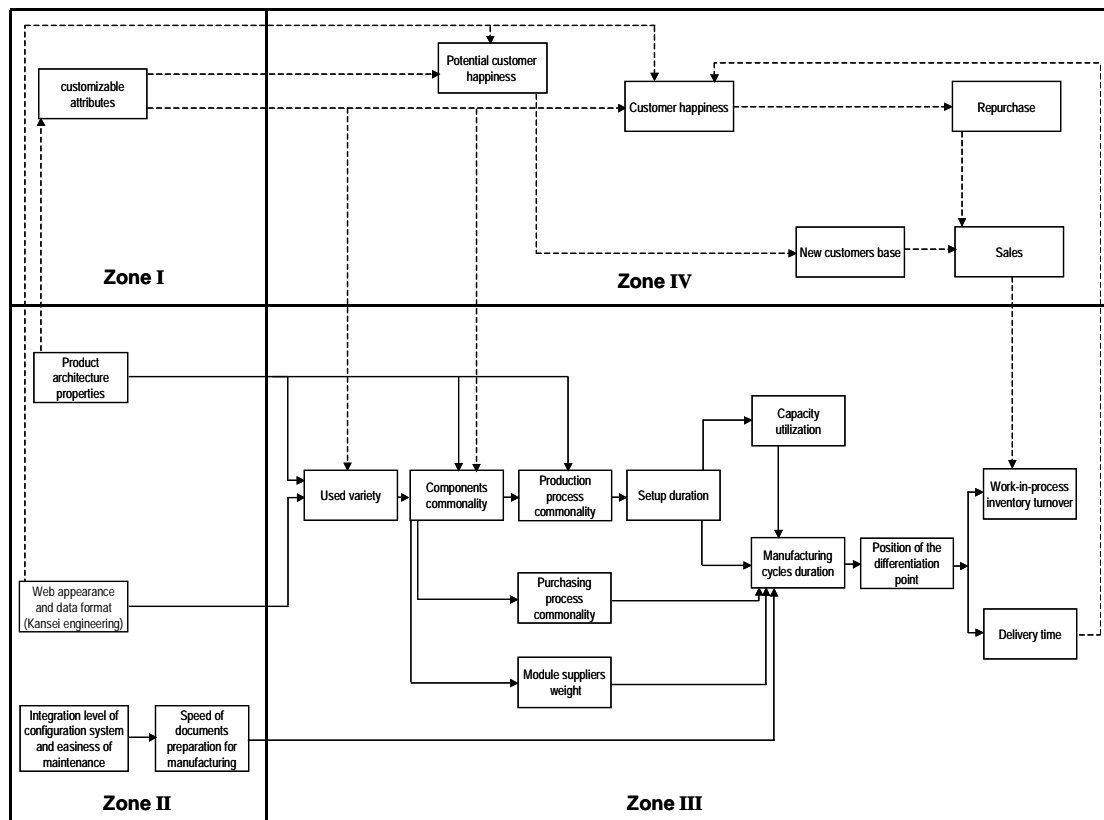 Potential customer
happiness
customizable
attributes
Customer happiness
Repurchase
New customers base
Sales
Zone I
Zone IV
Product
architecture
properties
Capacity
utilization
Used variety
Components
commonality
Production
process
commonality
Setup duration
Work-in-process
inventory turnover
Manufacturing
cycles duration
Position of the
differentiation
point
Web appearance
and data format
(Kansei engineering)
Purchasing
process
commonality
Delivery time
Module suppliers
weight
Integration level of
configuration system
and easiness of
maintenance
Speed of
documents
preparation for
manufacturing
Zone II
Zone III